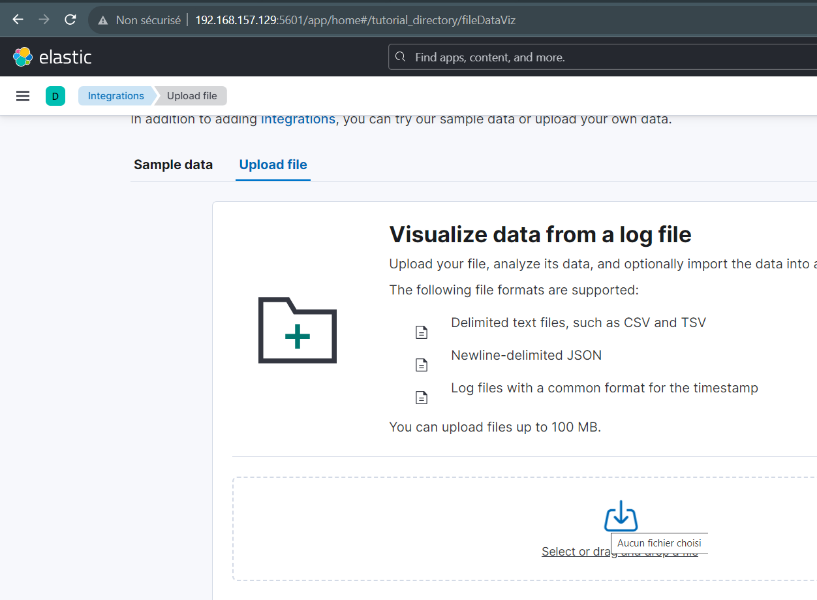 Non sécurisé | 192.168.157.129:5601/app/home#/tutorial_directory/fileDataViz
elastic
Find apps, content, and more.
D
Integrations
Upload file
In addition to adding integrations, you can try our sample data or upload your own data.
Sample data
Upload file
Visualize data from a log file
Upload your file, analyze its data, and optionally import the data into
The following file formats are supported:
Delimited text files, such as CSV and TSV
Newline-delimited JSON
Log files with a common format for the timestamp
You can upload files up to 100 MB.
Aucun fichier choisi
Select or drag and drop a file